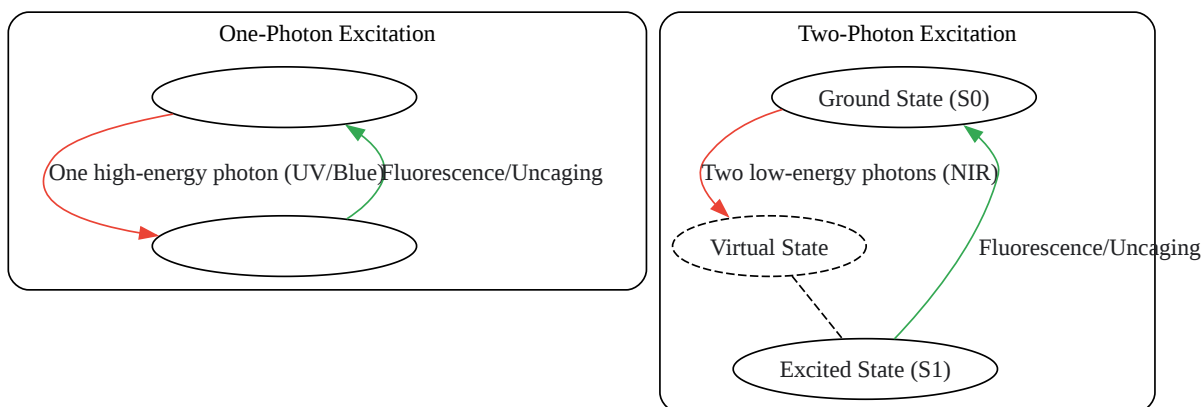 One-Photon Excitation
One high-energy photon (UV/Blue)
Fluorescence/Uncaging
Two-Photon Excitation
Ground State (S0)
Two low-energy photons (NIR)
Virtual State
Fluorescence/Uncaging
Excited State (S1)